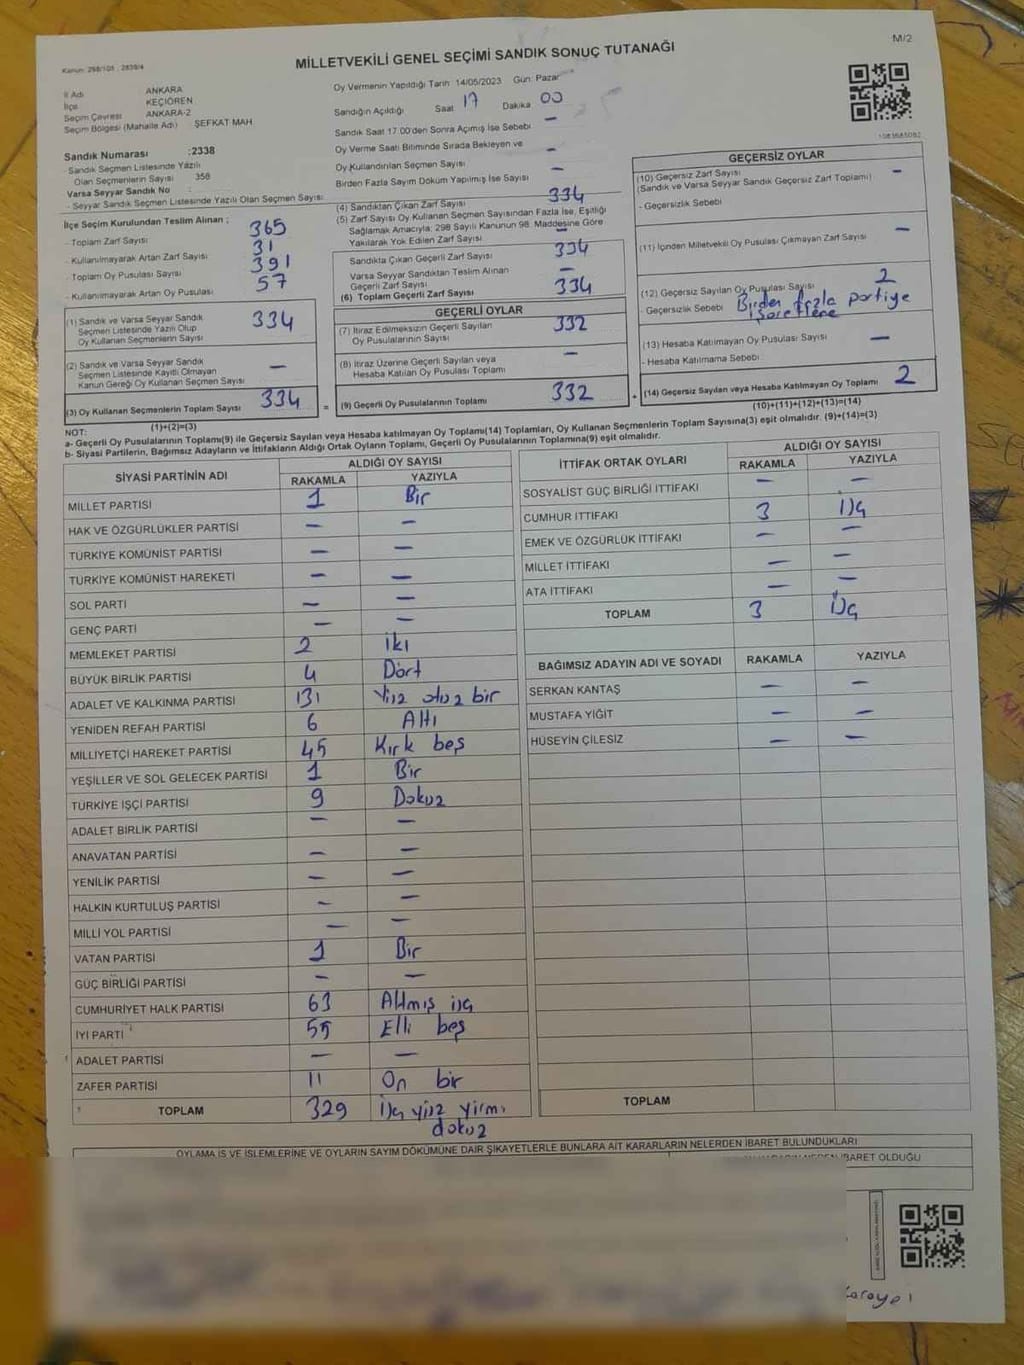 M/2
MİLLETVEKİLİ GENEL SEÇİMİ SANDIK SONUÇ TUTANAĞI
Kanun: 298/105 , 2839/4
İl Adı ANKARA
İlçe KEÇİÖREN
Seçim Çevresi ANKARA-2
Seçim Bölgesi (Mahalle Adı) ŞEFKAT MAH
Sandık Numarası :2338
- Sandık Seçmen Listesinde Yazılı Olan Seçmenlerin Sayısı 358
Varsa Seyyar Sandık No :
- Seyyar Sandık Seçmen Listesinde Yazılı Olan Seçmen Sayısı:
Oy Vermenin Yapıldığı Tarih: 14/05/2023 Gün: Pazar
Sandığın Açıldığı Saat 17 Dakika 00
Sandık Saat 17.00'den Sonra Açımış İse Sebebi —
Oy Verme Saati Bitiminde Sırada Bekleyen ve Oy Kullandırılan Seçmen Sayısı —
Birden Fazla Sayım Döküm Yapılmış İse Sayısı —
1083685082
İlçe Seçim Kurulundan Teslim Alınan ;
- Toplam Zarf Sayısı 365
- Kullanılmayarak Artan Zarf Sayısı 31
- Toplam Oy Pusulası Sayısı 391
- Kullanılmayarak Artan Oy Pusulası 57
(1) Sandık ve Varsa Seyyar Sandık Seçmen Listesinde Yazılı Olup Oy Kullanan Seçmenlerin Sayısı 334
(2) Sandık ve Varsa Seyyar Sandık Seçmen Listesinde Kayıtlı Olmayan Kanun Gereği Oy Kullanan Seçmen Sayısı —
(3) Oy Kullanan Seçmenlerin Toplam Sayısı 334
(1)+(2)=(3)
(4) Sandıktan Çıkan Zarf Sayısı 334
(5) Zarf Sayısı Oy Kullanan Seçmen Sayısından Fazla İse, Eşitliği Sağlamak Amacıyla; 298 Sayılı Kanunun 98. Maddesine Göre Yakılarak Yok Edilen Zarf Sayısı —
Sandıkta Çıkan Geçerli Zarf Sayısı 334
Varsa Seyyar Sandıktan Teslim Alınan Geçerli Zarf Sayısı —
(6) Toplam Geçerli Zarf Sayısı 334
GEÇERLİ OYLAR
(7) İtiraz Edilmeksizin Geçerli Sayılan Oy Pusulalarının Sayısı 332
(8) İtiraz Üzerine Geçerli Sayılan veya Hesaba Katılan Oy Pusulası Toplamı —
= (9) Geçerli Oy Pusulalarının Toplamı 332
GEÇERSİZ OYLAR
(10) Geçersiz Zarf Sayısı (Sandık ve Varsa Seyyar Sandık Geçersiz Zarf Toplamı) —
- Geçersizlik Sebebi
(11) İçinden Milletvekili Oy Pusulası Çıkmayan Zarf Sayısı —
(12) Geçersiz Sayılan Oy Pusulası Sayısı 2
- Geçersizlik Sebebi Birden fazla partiye işaretleme
(13) Hesaba Katılmayan Oy Pusulası Sayısı —
- Hesaba Katılmama Sebebi :
+ (14) Geçersiz Sayılan veya Hesaba Katılmayan Oy Toplamı 2
(10)+(11)+(12)+(13)=(14)
NOT:
a- Geçerli Oy Pusulalarının Toplamı(9) ile Geçersiz Sayılan veya Hesaba katılmayan Oy Toplamı(14) Toplamları, Oy Kullanan Seçmenlerin Toplam Sayısına(3) eşit olmalıdır. (9)+(14)=(3)
b- Siyasi Partilerin, Bağımsız Adayların ve İttifakların Aldığı Ortak Oyların Toplamı, Geçerli Oy Pusulalarının Toplamına(9) eşit olmalıdır.
SİYASİ PARTİNİN ADI ALDIĞI OY SAYISI
RAKAMLA YAZIYLA
MİLLET PARTİSİ 1 Bir
HAK VE ÖZGÜRLÜKLER PARTİSİ — —
TÜRKİYE KOMÜNİST PARTİSİ — —
TÜRKİYE KOMÜNİST HAREKETİ — —
SOL PARTİ — —
GENÇ PARTİ — —
MEMLEKET PARTİSİ 2 iki
BÜYÜK BİRLİK PARTİSİ 4 Dört
ADALET VE KALKINMA PARTİSİ 131 Yüz otuz bir
YENİDEN REFAH PARTİSİ 6 Altı
MİLLİYETÇİ HAREKET PARTİSİ 45 Kırk beş
YEŞİLLER VE SOL GELECEK PARTİSİ 1 Bir
TÜRKİYE İŞÇİ PARTİSİ 9 Dokuz
ADALET BİRLİK PARTİSİ — —
ANAVATAN PARTİSİ — —
YENİLİK PARTİSİ — —
HALKIN KURTULUŞ PARTİSİ — —
MİLLİ YOL PARTİSİ — —
VATAN PARTİSİ 1 Bir
GÜÇ BİRLİĞİ PARTİSİ — —
CUMHURİYET HALK PARTİSİ 63 Altmış üç
İYİ PARTİ 55 Elli beş
ADALET PARTİSİ — —
ZAFER PARTİSİ 11 On bir
TOPLAM 329 üç yüz yirmi dokuz
İTTİFAK ORTAK OYLARI ALDIĞI OY SAYISI
RAKAMLA YAZIYLA
SOSYALİST GÜÇ BİRLİĞİ İTTİFAKI — —
CUMHUR İTTİFAKI 3 üç
EMEK VE ÖZGÜRLÜK İTTİFAKI — —
MİLLET İTTİFAKI — —
ATA İTTİFAKI — —
TOPLAM 3 üç
BAĞIMSIZ ADAYIN ADI VE SOYADI RAKAMLA YAZIYLA
SERKAN KANTAŞ — —
MUSTAFA YİĞİT — —
HÜSEYİN ÇİLESİZ — —
TOPLAM
OYLAMA İŞ VE İŞLEMLERİNE VE OYLARIN SAYIM DÖKÜMÜNE DAİR ŞİKAYETLERLE BUNLARA AİT KARARLARIN NELERDEN İBARET BULUNDUKLARI
İBARET OLDUĞU